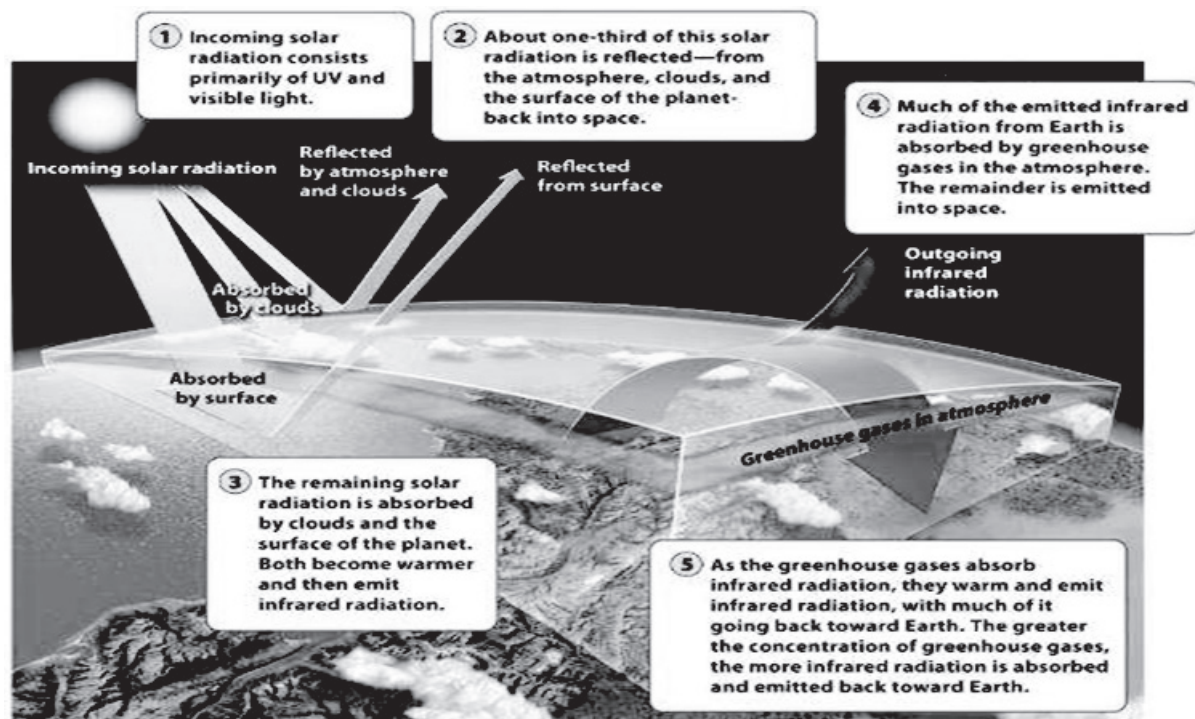 1 Incoming solar
radiation consists
primarily of UV and
visible light.
2 About one-third of this solar
radiation is reflected—from
the atmosphere, clouds, and
the surface of the planet-
back into space.
4 Much of the emitted infrared
radiation from Earth is
absorbed by greenhouse
gases in the atmosphere.
The remainder is emitted
into space.
Incoming solar radiation
Reflected
by atmosphere
and clouds
Reflected
from surface
Outgoing
infrared
radiation
Absorbed
by clouds
Absorbed
by surface
Greenhouse gases in atmosphere
3 The remaining solar
radiation is absorbed
by clouds and the
surface of the planet.
Both become warmer
and then emit
infrared radiation.
5 As the greenhouse gases absorb
infrared radiation, they warm and emit
infrared radiation, with much of it
going back toward Earth. The greater
the concentration of greenhouse gases,
the more infrared radiation is absorbed
and emitted back toward Earth.